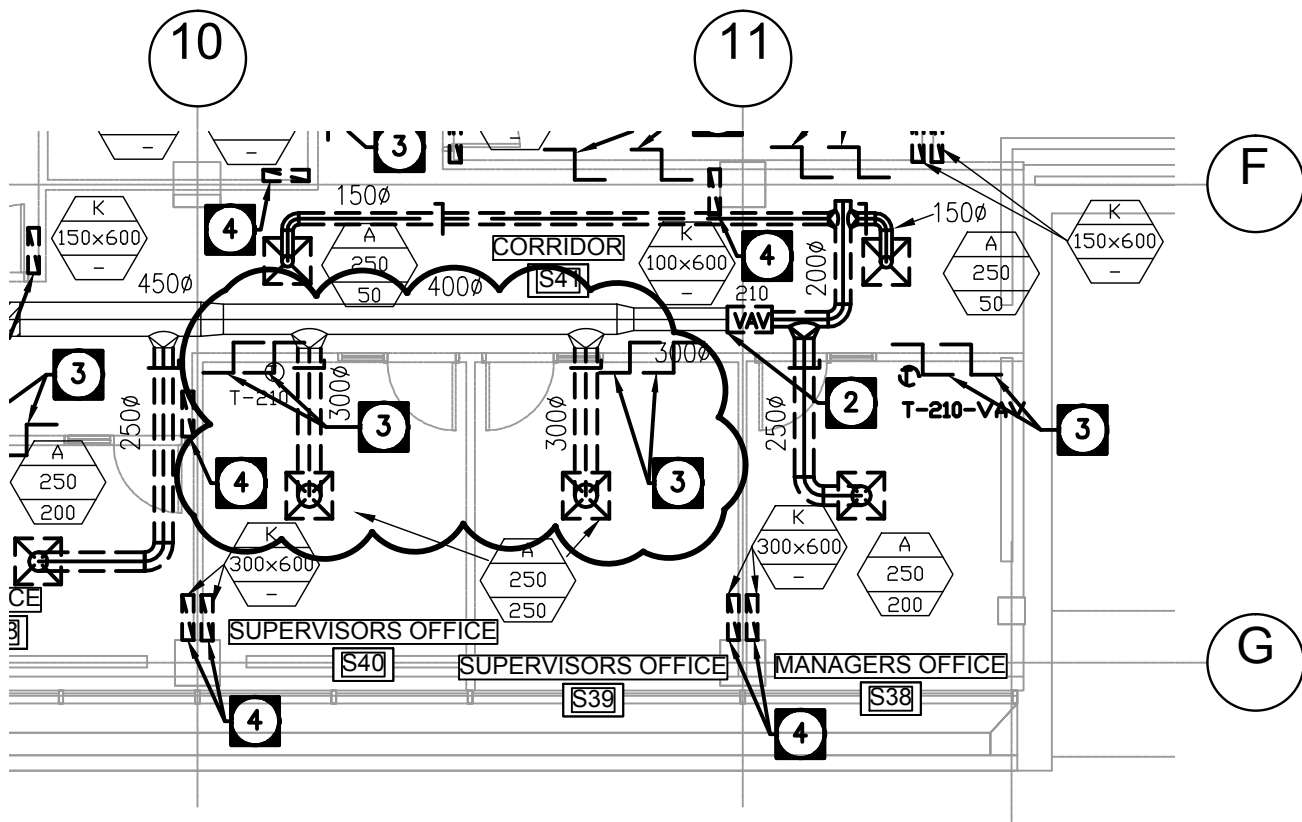 10
11
F
G
–
–
–
3
150ø
4
K
150×600
–
A
250
50
CORRIDOR
S41
K
100×600
–
4
150ø
200ø
A
250
50
K
150×600
–
450ø
400ø
210
VAV
300ø
3
250ø
T-210
300ø
3
300ø
2
250ø
T
T-210-VAV
3
A
250
200
4
3
K
300×600
–
A
250
250
K
300×600
–
A
250
200
CE
SUPERVISORS OFFICE
S40
SUPERVISORS OFFICE
S39
MANAGERS OFFICE
S38
4
4